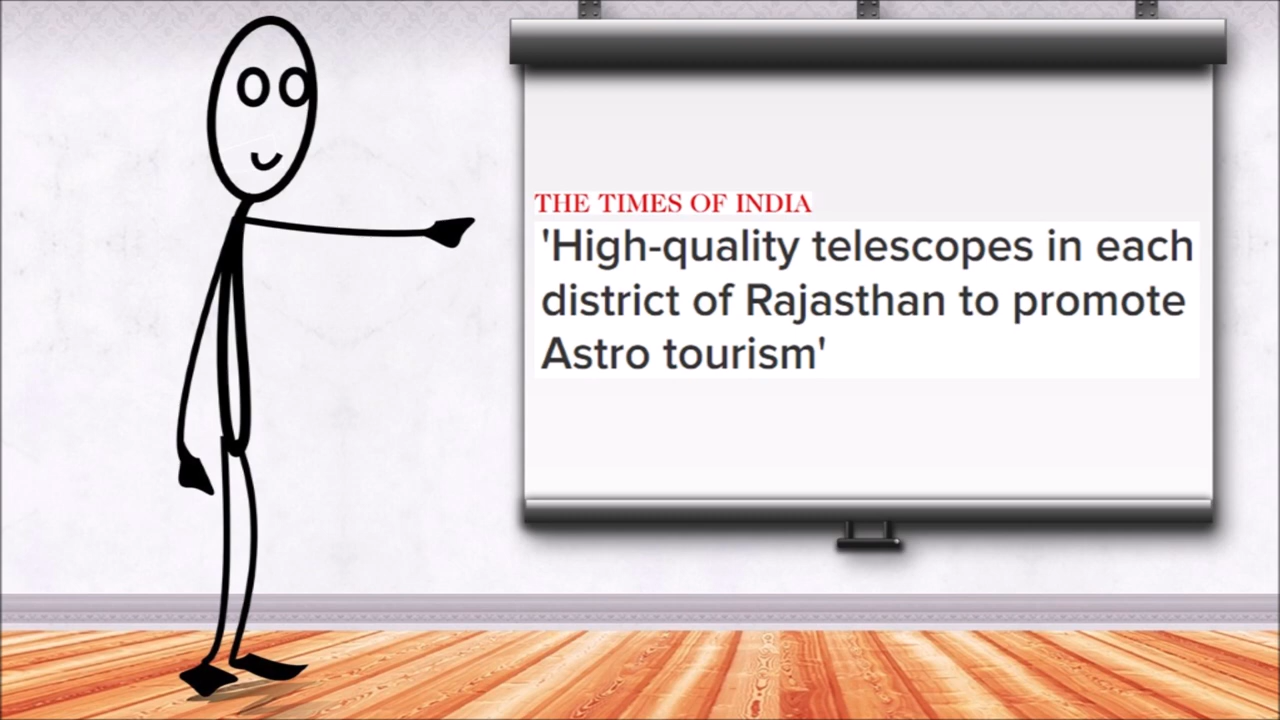 THE TIMES OF INDIA
'High-quality telescopes in each
district of Rajasthan to promote
Astro tourism'